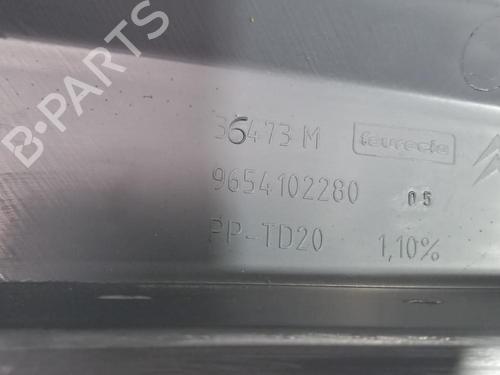 36473 M faurecia
9654102280 05
PP-TD20 1,10%
B-PARTS